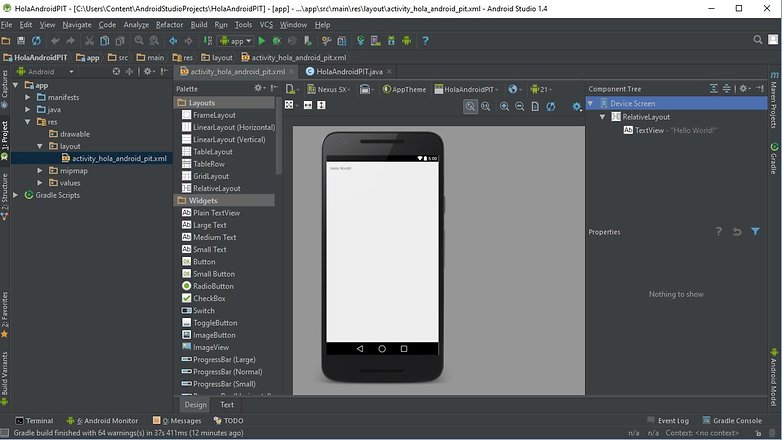 HolaAndroidPIT - [C:\Users\Content\AndroidStudioProjects\HolaAndroidPIT] - [app] - ...\app\src\main\res\layout\activity_hola_android_pit.xml - Android Studio 1.4
File Edit View Navigate Code Analyze Refactor Build Run Tools VCS Window Help
app
HolaAndroidPIT app src main res layout activity_hola_android_pit.xml
Captures
1: Project
7: Structure
2: Favorites
Build Variants
Android
app
manifests
java
res
drawable
layout
activity_hola_android_pit.xml
mipmap
values
Gradle Scripts
activity_hola_android_pit.xml HolaAndroidPIT.java
Palette
Layouts
FrameLayout
LinearLayout (Horizontal)
LinearLayout (Vertical)
TableLayout
TableRow
GridLayout
RelativeLayout
Widgets
Plain TextView
Large Text
Medium Text
Small Text
Button
Small Button
RadioButton
CheckBox
Switch
ToggleButton
ImageButton
ImageView
ProgressBar (Large)
ProgressBar (Normal)
ProgressBar (Small)
Design Text
Nexus 5X AppTheme HolaAndroidPIT 21
5:00
Hello World!
Component Tree
Device Screen
RelativeLayout
TextView - "Hello World!"
Properties
Nothing to show
Maven Projects
Gradle
Android Model
Terminal 6: Android Monitor 0: Messages TODO Event Log Gradle Console
Gradle build finished with 64 warnings(s) in 37s 411ms (12 minutes ago) n/a n/a Context: <no context>